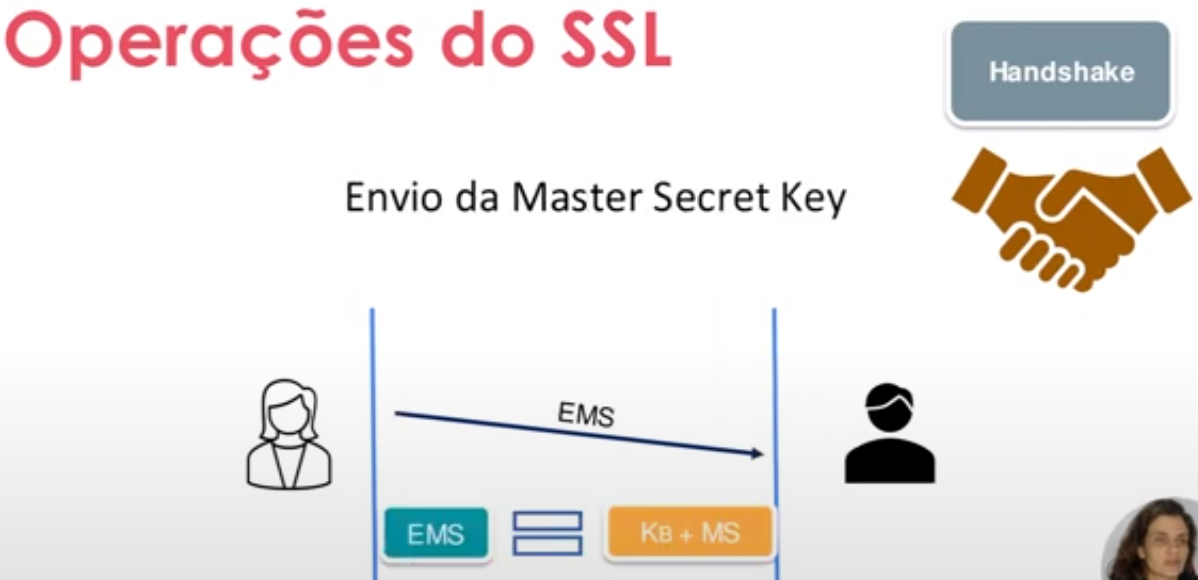 Operações do SSL
Handshake
Envio da Master Secret Key
EMS
EMS
KB + MS